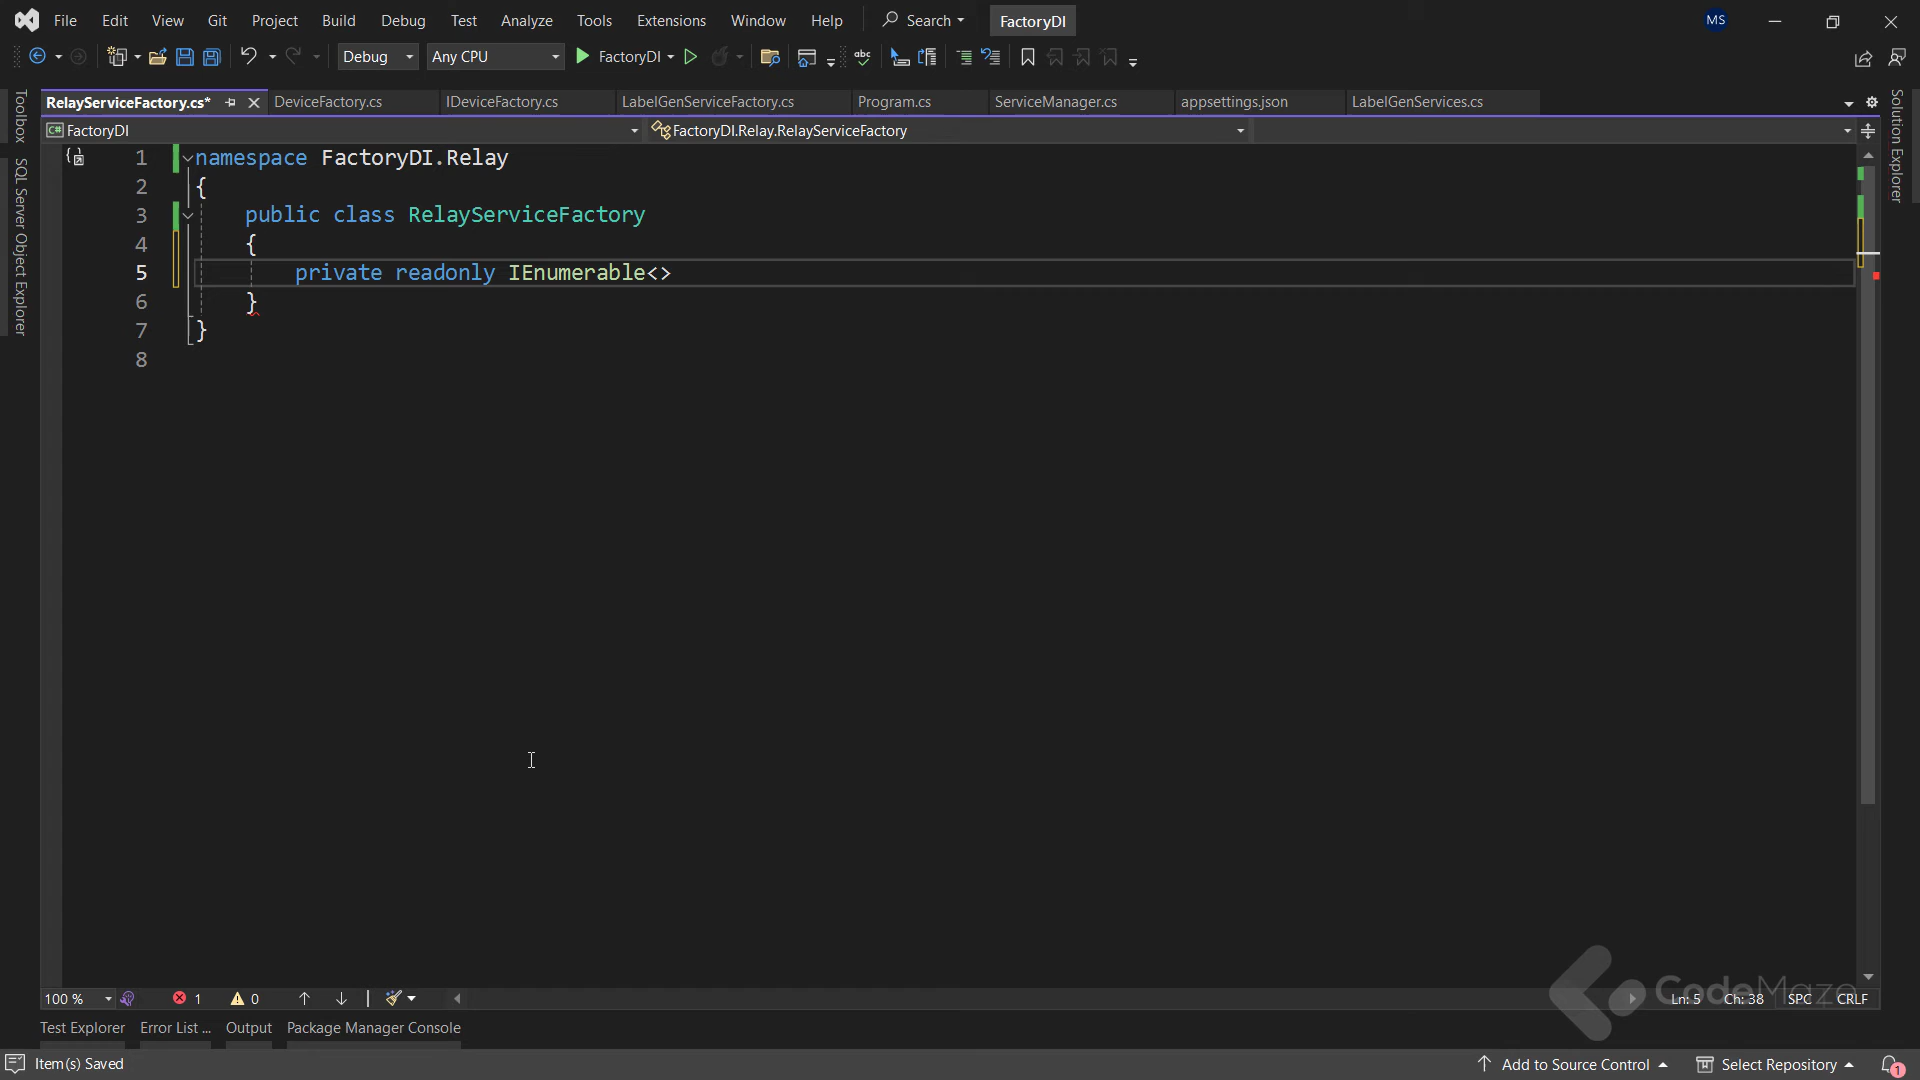 File Edit View Git Project Build Debug Test Analyze Tools Extensions Window Help Search FactoryDI MS
Debug Any CPU FactoryDI abc
Toolbox
SQL Server Object Explorer
RelayServiceFactory.cs* DeviceFactory.cs IDeviceFactory.cs LabelGenServiceFactory.cs Program.cs ServiceManager.cs appsettings.json LabelGenServices.cs
C# FactoryDI FactoryDI.Relay.RelayServiceFactory
Solution Explorer
1 namespace FactoryDI.Relay
2 {
3 public class RelayServiceFactory
4 {
5 private readonly IEnumerable<>
6 }
7 }
8
100 % 1 0 Ln: 5 Ch: 38 SPC CRLF
CodeMaze
Test Explorer Error List ... Output Package Manager Console
Item(s) Saved Add to Source Control Select Repository 1